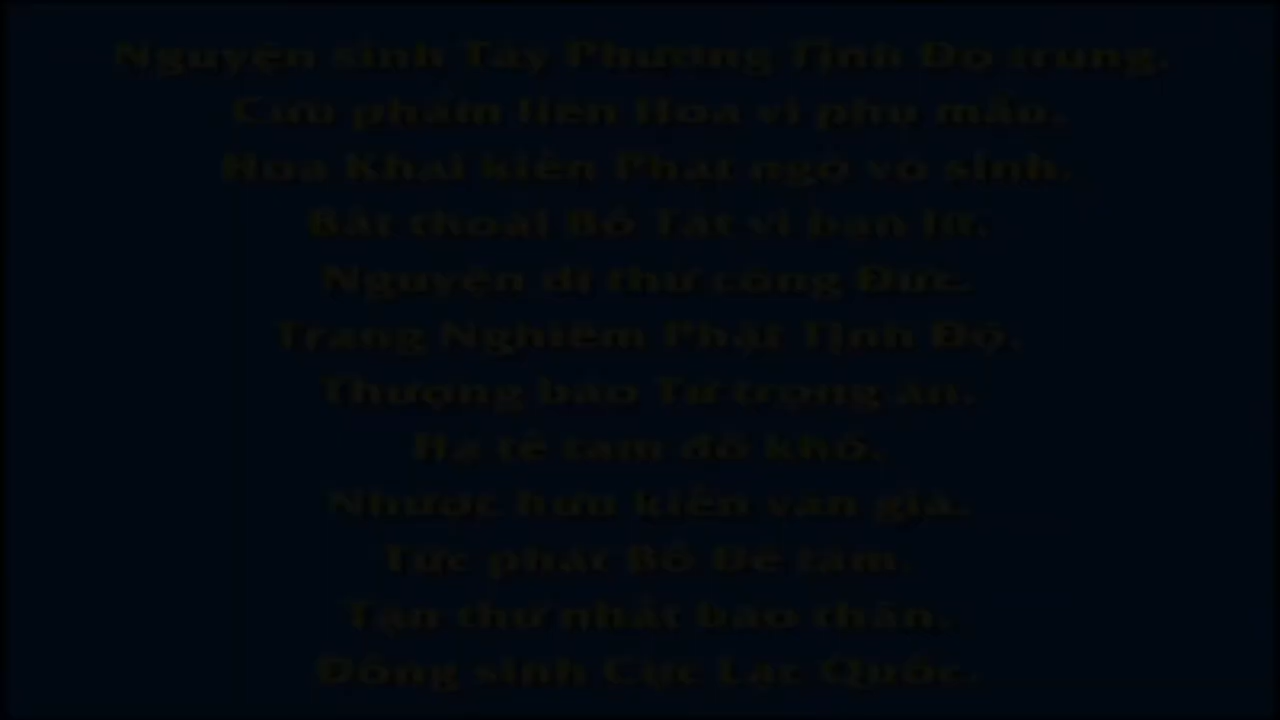 Nguyện sinh Tây Phương Tịnh Độ trung.
Cửu phẩm liên Hoa vi phụ mẫu.
Hoa Khai kiến Phật ngộ vô sinh.
Bất thoái Bồ Tát vi bạn lữ.
Nguyện dĩ thử công Đức.
Trang Nghiêm Phật Tịnh Độ.
Thượng báo Tứ trọng ân.
Hạ tế tam đồ khổ.
Nhược hữu kiến văn giả.
Tức phát Bồ Đề tâm.
Tận thử nhất báo thân.
Đồng sinh Cực Lạc Quốc.